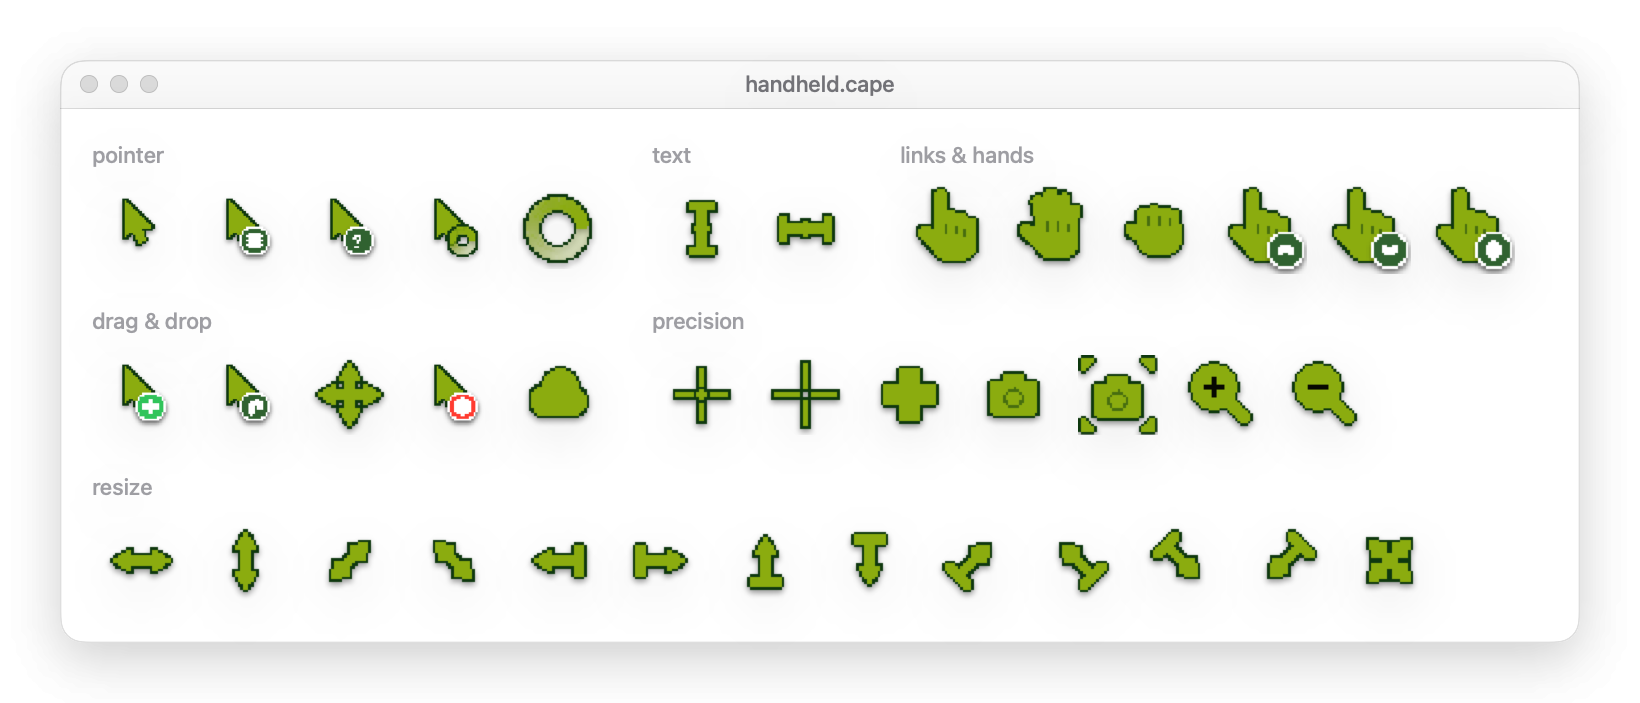 handheld.cape
pointer
text
links & hands
?
drag & drop
precision
resize